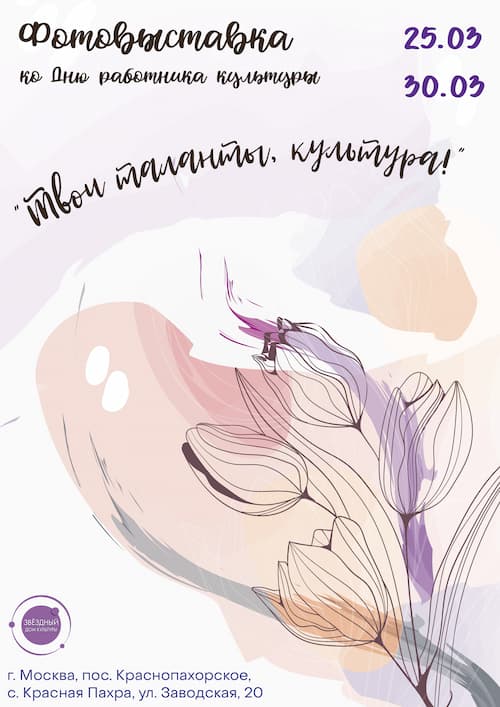 Фотовыставка
ко Дню работника культуры
25.03
30.03
"Твои таланты, культура!"
ЗВЁЗДНЫЙ
ДОМ КУЛЬТУРЫ
г. Москва, пос. Краснопахорское,
с. Красная Пахра, ул. Заводская, 20